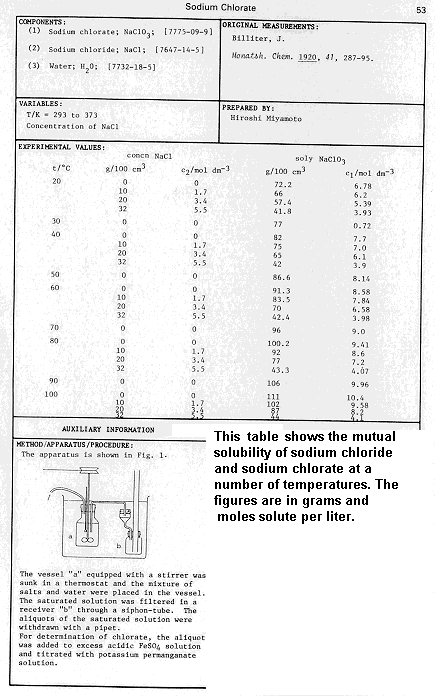 Sodium Chlorate 53
COMPONENTS:
(1) Sodium chlorate; NaClO3; [7775-09-9]
(2) Sodium chloride; NaCl; [7647-14-5]
(3) Water; H2O; [7732-18-5]
ORIGINAL MEASUREMENTS:
Billiter, J.
Monatsh. Chem. 1920, 41, 287-95.
VARIABLES:
T/K = 293 to 373
Concentration of NaCl
PREPARED BY:
Hiroshi Miyamoto
EXPERIMENTAL VALUES:
concn NaCl soly NaClO3
t/°C g/100 cm3 c2/mol dm-3 g/100 cm3 c1/mol dm-3
20 0 0 72.2 6.78
10 1.7 66 6.2
20 3.4 57.4 5.39
32 5.5 41.8 3.93
30 0 0 77 0.72
40 0 0 82 7.7
10 1.7 75 7.0
20 3.4 65 6.1
32 5.5 42 3.9
50 0 0 86.6 8.14
60 0 0 91.3 8.58
10 1.7 83.5 7.84
20 3.4 70 6.58
32 5.5 42.4 3.98
70 0 0 96 9.0
80 0 0 100.2 9.41
10 1.7 92 8.6
20 3.4 77 7.2
32 5.5 43.3 4.07
90 0 0 106 9.96
100 0 0 111 10.4
10 1.7 102 9.58
20 3.4 87 8.2
32 5.5 44 4.1
AUXILIARY INFORMATION
METHOD/APPARATUS/PROCEDURE:
The apparatus is shown in Fig. 1.
a
b
The vessel "a" equipped with a stirrer was
sunk in a thermostat and the mixture of
salts and water were placed in the vessel.
The saturated solution was filtered in a
receiver "b" through a siphon-tube. The
aliquots of the saturated solution were
withdrawn with a pipet.
For determination of chlorate, the aliquot
was added to excess acidic FeSO4 solution
and titrated with potassium permanganate
solution.
This table shows the mutual
solubility of sodium chloride
and sodium chlorate at a
number of temperatures. The
figures are in grams and
moles solute per liter.